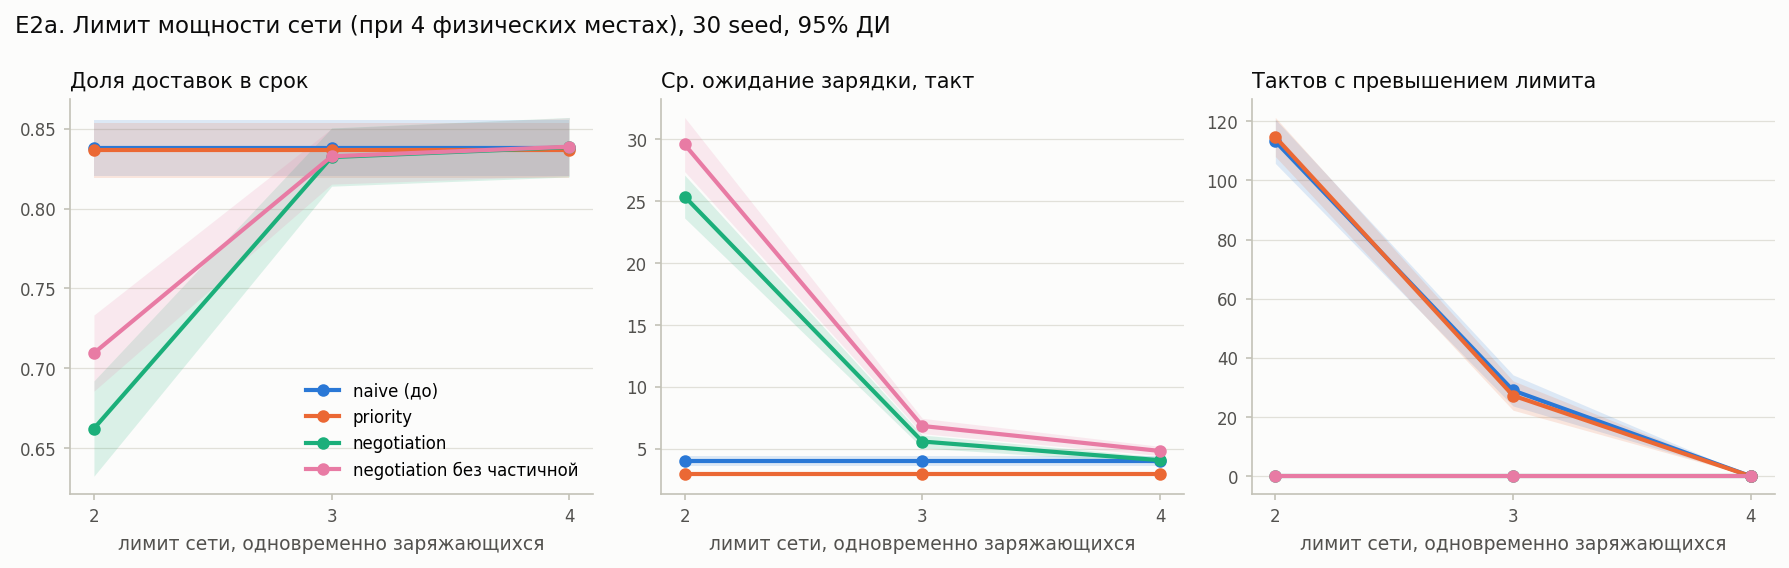 E2a. Лимит мощности сети (при 4 физических местах), 30 seed, 95% ДИ
Доля доставок в срок
0.85
0.80
0.75
0.70
0.65
2
3
4
лимит сети, одновременно заряжающихся
naive (до)
priority
negotiation
negotiation без частичной
Ср. ожидание зарядки, такт
30
25
20
15
10
5
2
3
4
лимит сети, одновременно заряжающихся
Тактов с превышением лимита
120
100
80
60
40
20
0
2
3
4
лимит сети, одновременно заряжающихся